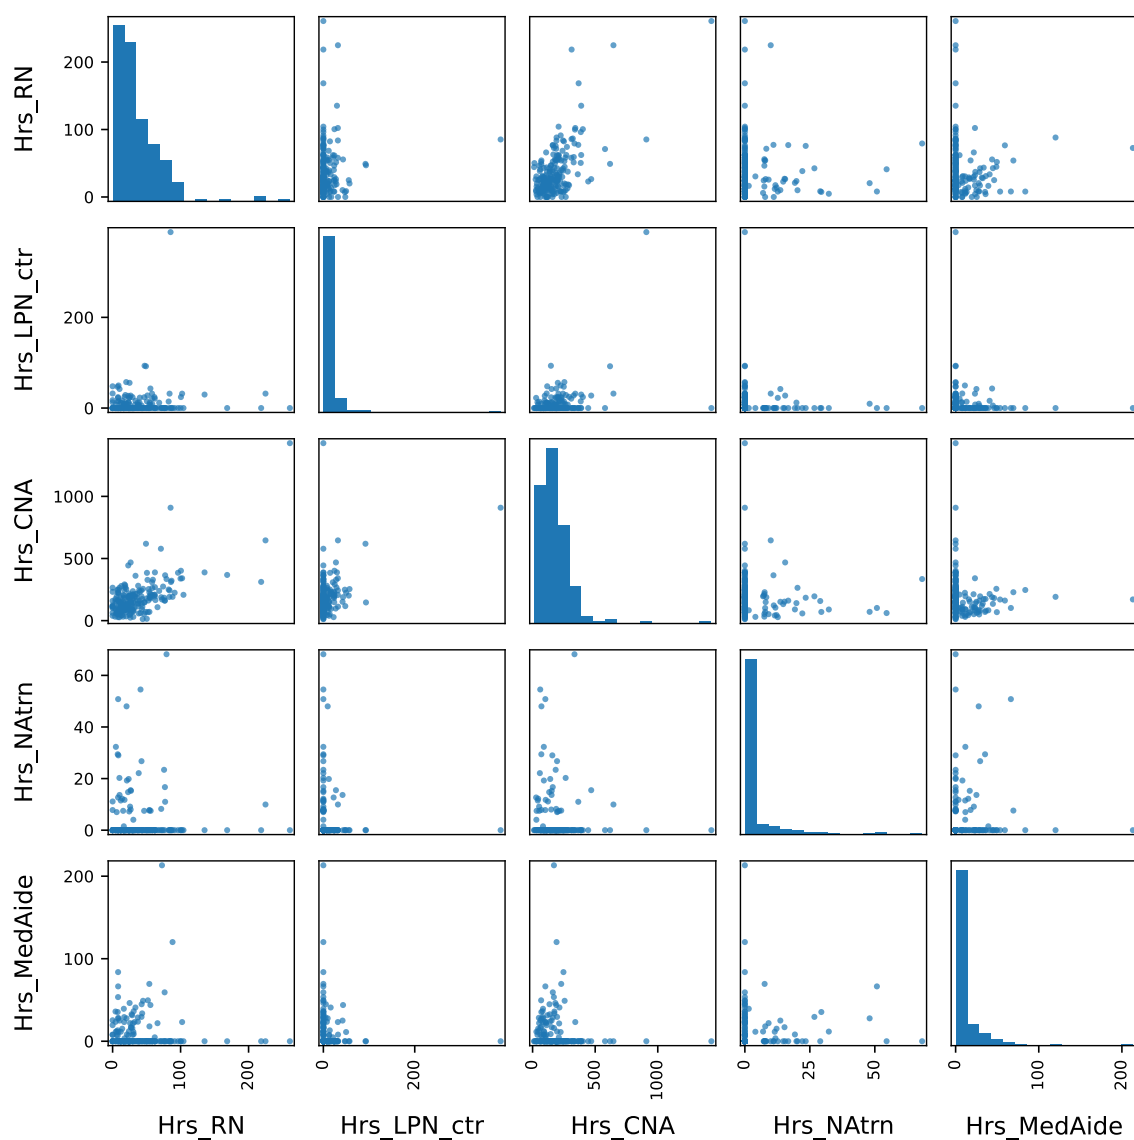 Hrs_RN
200
100
0
Hrs_LPN_ctr
200
0
Hrs_CNA
1000
500
0
Hrs_NAtrn
60
40
20
0
Hrs_MedAide
200
100
0
0 100 200
0 200
0 500 1000
0 25 50
0 100 200
Hrs_RN Hrs_LPN_ctr Hrs_CNA Hrs_NAtrn Hrs_MedAide